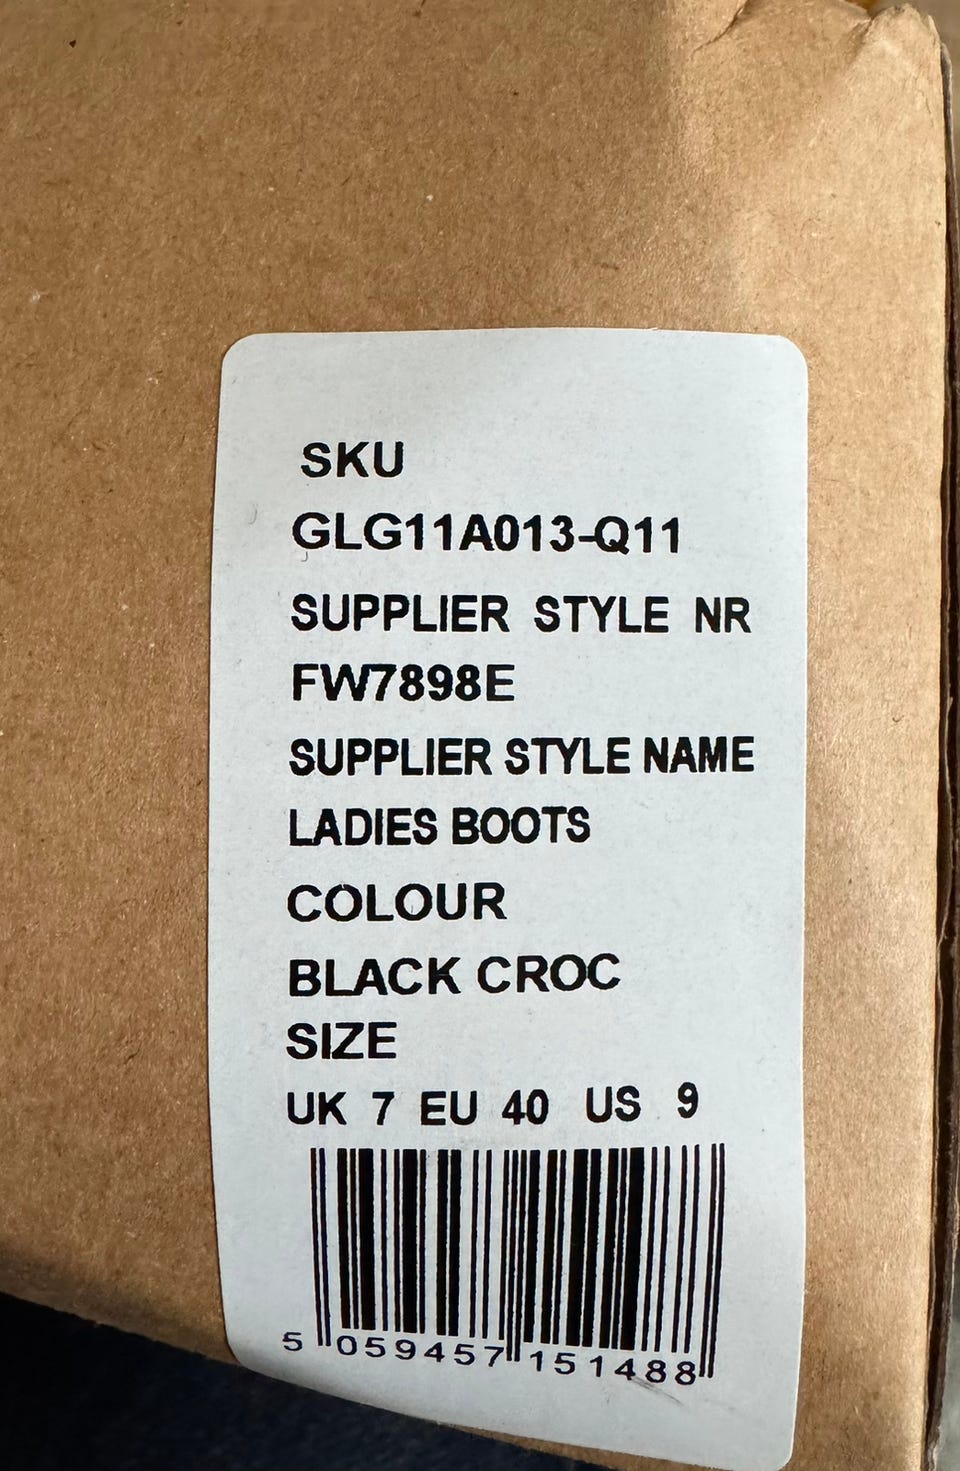 SKU
GLG11A013-Q11
SUPPLIER STYLE NR
FW7898E
SUPPLIER STYLE NAME
LADIES BOOTS
COLOUR
BLACK CROC
SIZE
UK 7 EU 40 US 9
5 059457 151488